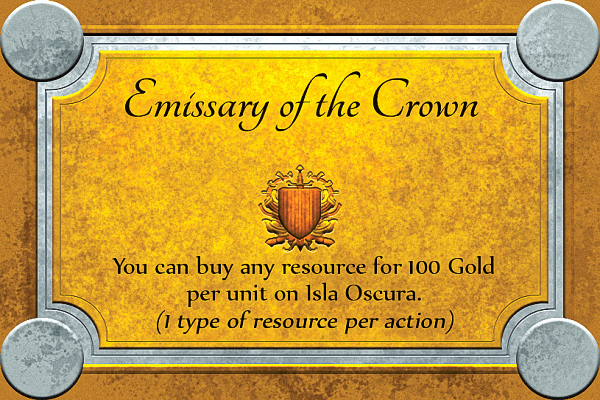 Emissary of the Crown
You can buy any resource for 100 Gold
per unit on Isla Oscura.
(1 type of resource per action)